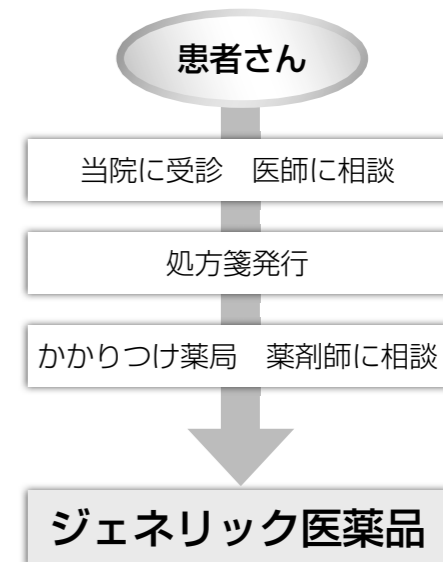 患者さん
当院に受診　医師に相談
処方箋発行
かかりつけ薬局　薬剤師に相談
ジェネリック医薬品